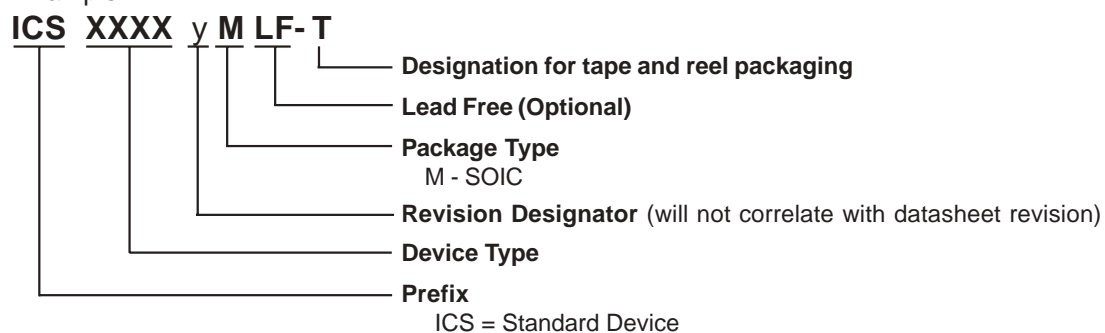 ICS XXXX y M LF- T
Designation for tape and reel packaging
Lead Free (Optional)
Package Type
M - SOIC
Revision Designator (will not correlate with datasheet revision)
Device Type
Prefix
ICS = Standard Device